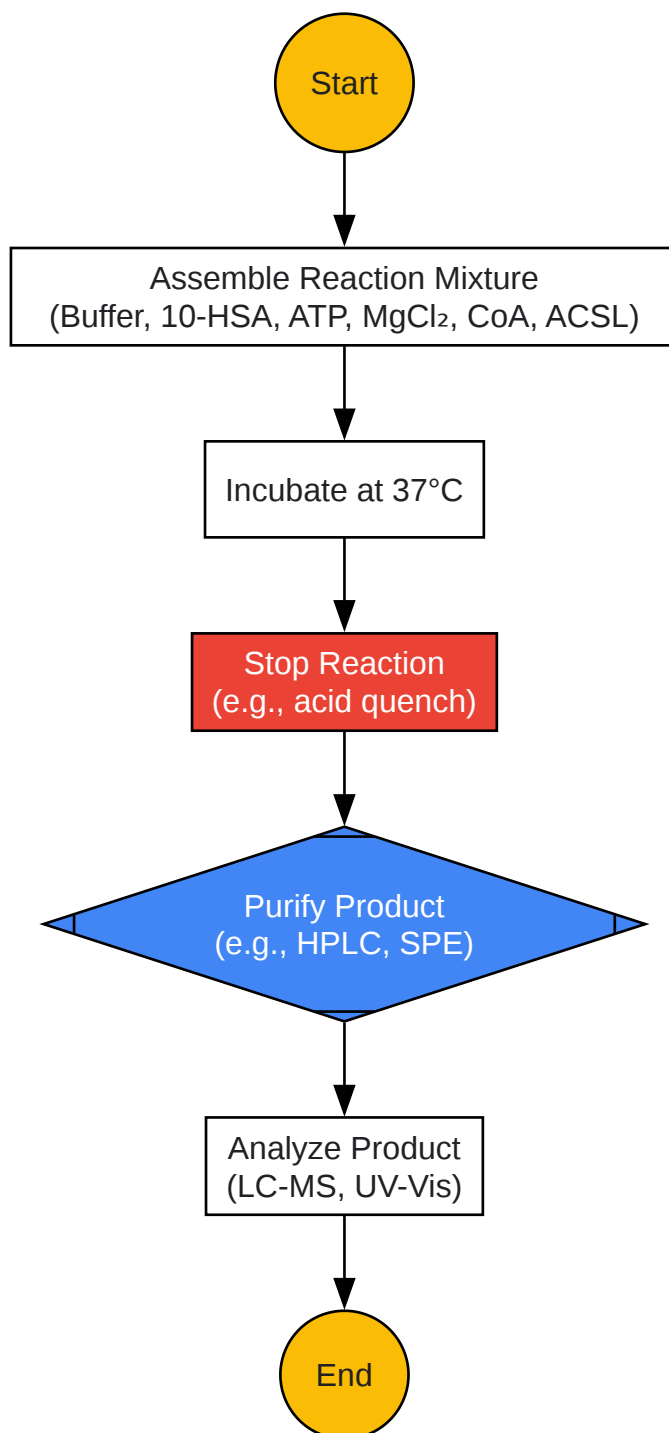 Start
Assemble Reaction Mixture
(Buffer, 10-HSA, ATP, MgCl₂, CoA, ACSL)
Incubate at 37°C
Stop Reaction
(e.g., acid quench)
Purify Product
(e.g., HPLC, SPE)
Analyze Product
(LC-MS, UV-Vis)
End